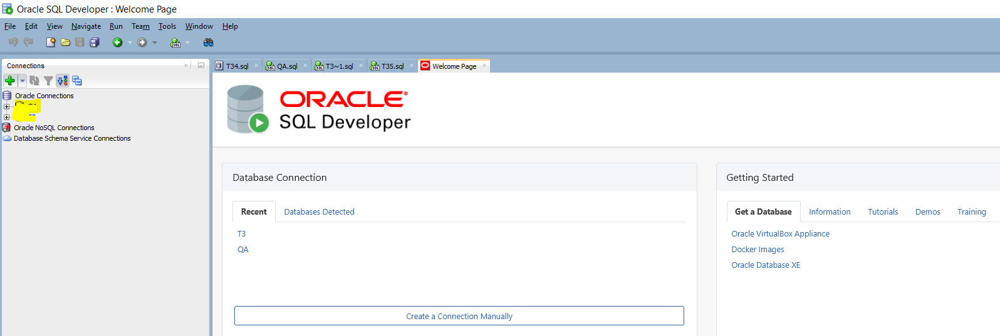 Oracle SQL Developer : Welcome Page
File Edit View Navigate Run Team Tools Window Help
Connections
Oracle Connections
Oracle NoSQL Connections
Database Schema Service Connections
T34.sql QA.sql T3~1.sql T35.sql Welcome Page
ORACLE
SQL Developer
Database Connection
Recent Databases Detected
T3
QA
Create a Connection Manually
Getting Started
Get a Database Information Tutorials Demos Training
Oracle VirtualBox Appliance
Docker Images
Oracle Database XE